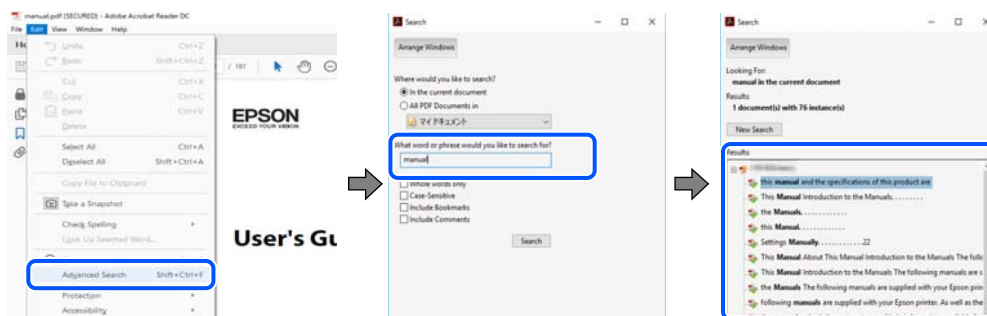 manual.pdf (SECURED) - Adobe Acrobat Reader DC
File Edit View Window Help
Undo Ctrl+Z
Redo Shift+Ctrl+Z
Cut Ctrl+X
Copy Ctrl+C
Paste Ctrl+V
Delete
Select All Ctrl+A
Deselect All Shift+Ctrl+A
Copy File to Clipboard
Take a Snapshot
Check Spelling
Look Up Selected Word...
Advanced Search Shift+Ctrl+F
Protection
Accessibility
/ 191
EPSON
EXCEED YOUR VISION
User's Gu
Search
Arrange Windows
Where would you like to search?
In the current document
All PDF Documents in
マイ ドキュメント
What word or phrase would you like to search for?
manual
Whole words only
Case-Sensitive
Include Bookmarks
Include Comments
Search
Search
Arrange Windows
Looking For:
manual in the current document
Results:
1 document(s) with 76 instance(s)
New Search
Results:
this manual and the specifications of this product are
This Manual Introduction to the Manuals. . . . . . . . .
the Manuals. . . . . . . . . . . .
this Manual. . . . . . . . . . . .
Settings Manually. . . . . . . . . . . . .22
This Manual About This Manual Introduction to the Manuals The follo
This Manual Introduction to the Manuals The following manuals are s
the Manuals The following manuals are supplied with your Epson prin
following manuals are supplied with your Epson printer. As well as the